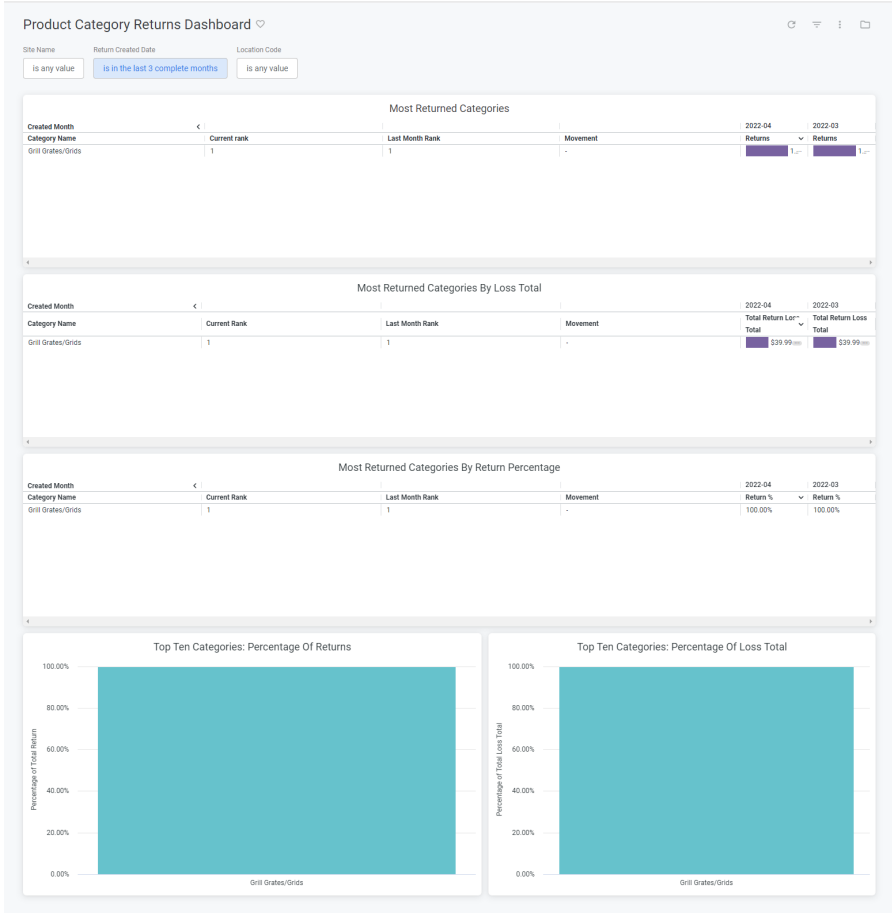 Product Category Returns Dashboard
Site Name Return Created Date Location Code
is any value is in the last 3 complete months is any value
Most Returned Categories
Created Month 2022-04 2022-03
Category Name Current rank Last Month Rank Movement Returns Returns
Grill Grates/Grids 1 1 -
Most Returned Categories By Loss Total
Created Month 2022-04 2022-03
Total Return Total Return Loss
Category Name Current Rank Last Month Rank Movement
Total Total
Grill Grates/Grids 1 1 - $39.99 $39.99
Most Returned Categories By Return Percentage
Created Month 2022-04 2022-03
Category Name Current Rank Last Month Rank Movement Return % Return %
Grill Grates/Grids 1 1 - 100.00% 100.00%
Top Ten Categories: Percentage Of Returns
100.00%
80.00%
60.00%
40.00%
20.00%
0.00%
Percentage of Total Return
Grill Grates/Grids
Top Ten Categories: Percentage Of Loss Total
100.00%
80.00%
60.00%
40.00%
20.00%
0.00%
Percentage of Total Loss Total
Grill Grates/Grids